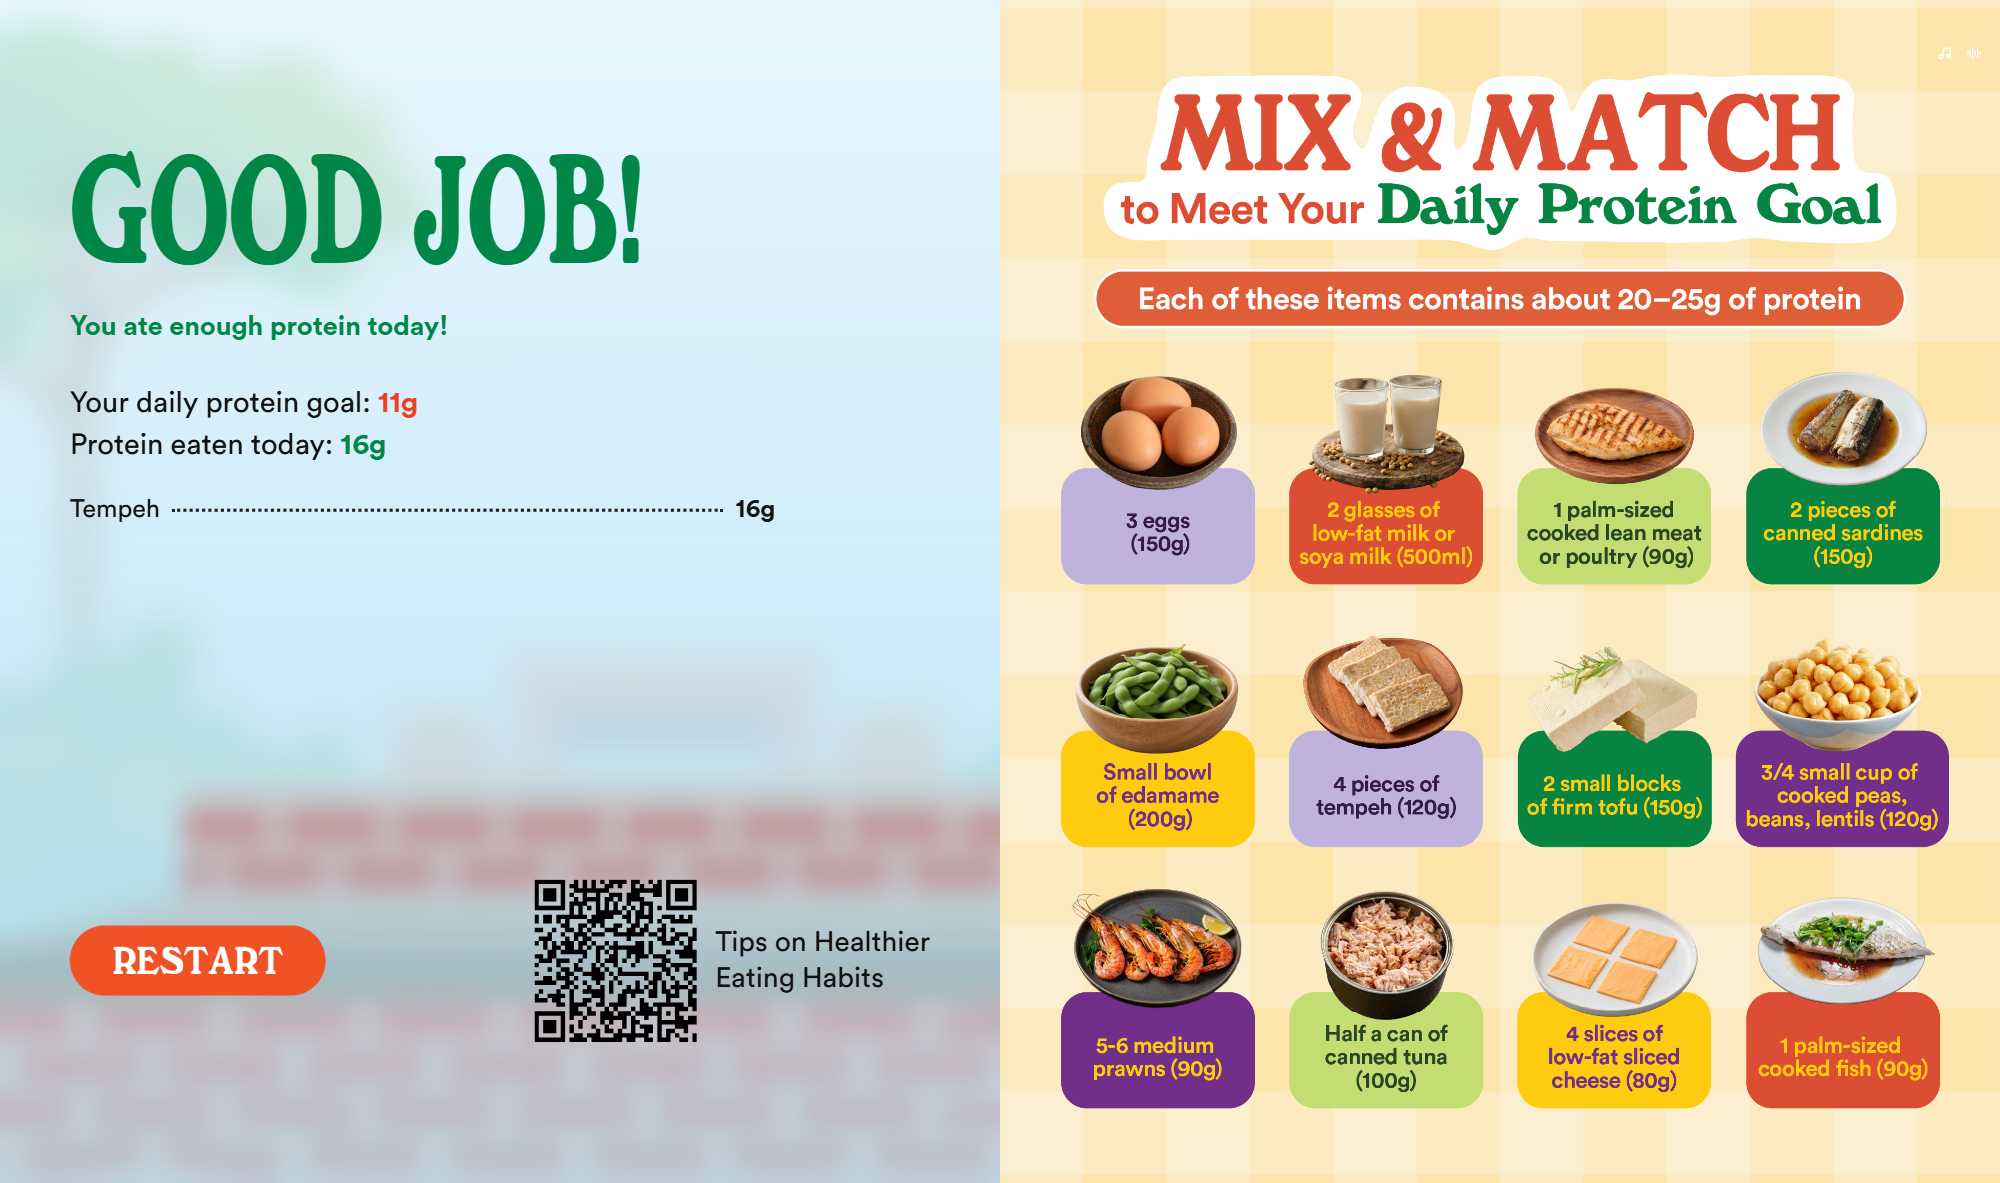 GOOD JOB!
You ate enough protein today!
Your daily protein goal: 11g
Protein eaten today: 16g
Tempeh 16g
RESTART
Tips on Healthier
Eating Habits
MIX & MATCH
to Meet Your Daily Protein Goal
Each of these items contains about 20–25g of protein
3 eggs
(150g)
2 glasses of
low-fat milk or
soya milk (500ml)
1 palm-sized
cooked lean meat
or poultry (90g)
2 pieces of
canned sardines
(150g)
Small bowl
of edamame
(200g)
4 pieces of
tempeh (120g)
2 small blocks
of firm tofu (150g)
3/4 small cup of
cooked peas,
beans, lentils (120g)
5-6 medium
prawns (90g)
Half a can of
canned tuna
(100g)
4 slices of
low-fat sliced
cheese (80g)
1 palm-sized
cooked fish (90g)